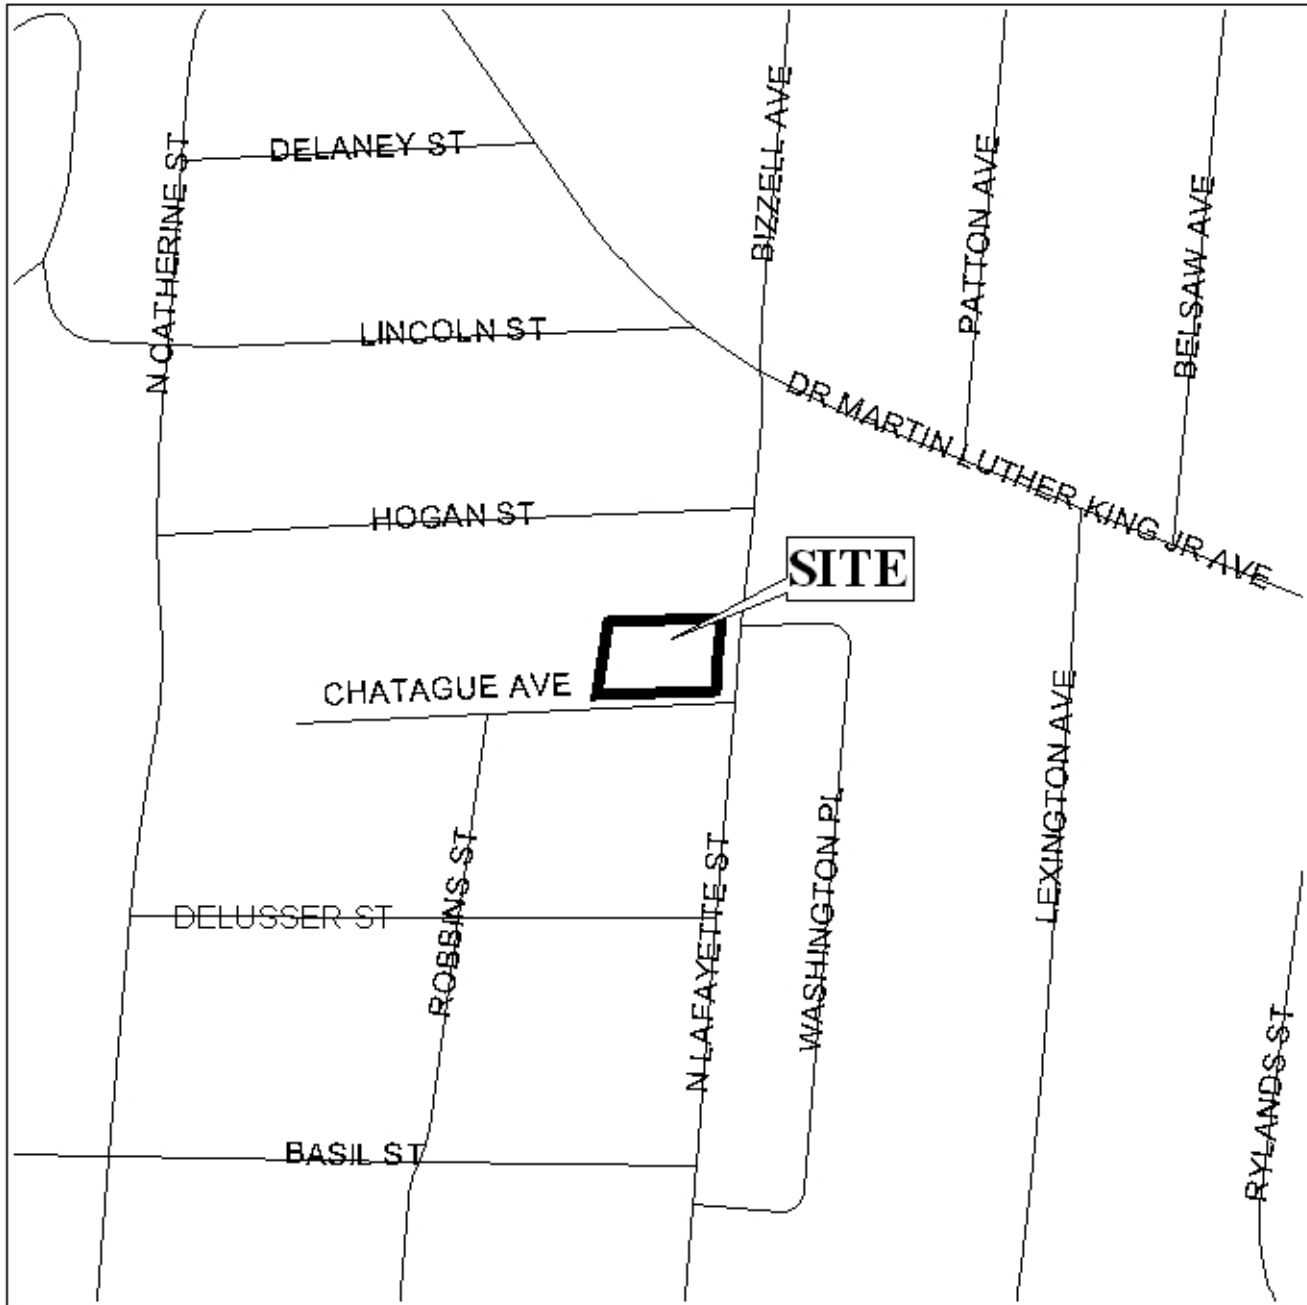 BIZZELL AVE
DELANEY ST
N CATHERINE ST
PATTON AVE
BELSAW AVE
LINCOLN ST
DR MARTIN LUTHER KING JR AVE
HOGAN ST
SITE
CHATAGUE AVE
LEXINGTON AVE
WASHINGTON PL
ROBBINS ST
N LAFAYETTE ST
DELUSSER ST
RYLANDS ST
BASIL ST